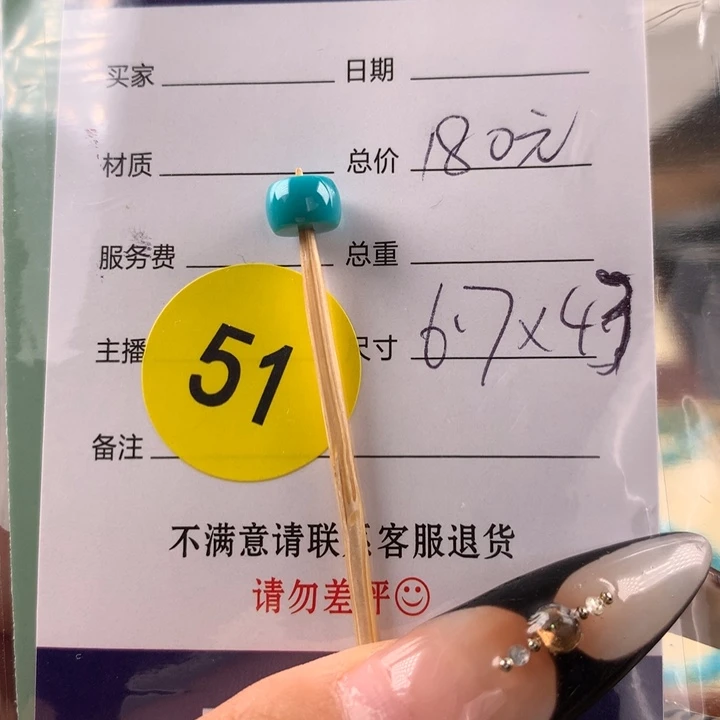 买家 日期
材质 总价 180元
服务费 总重
主播 尺寸 6.7x4.
51
备注
不满意请联系客服退货
请勿差评